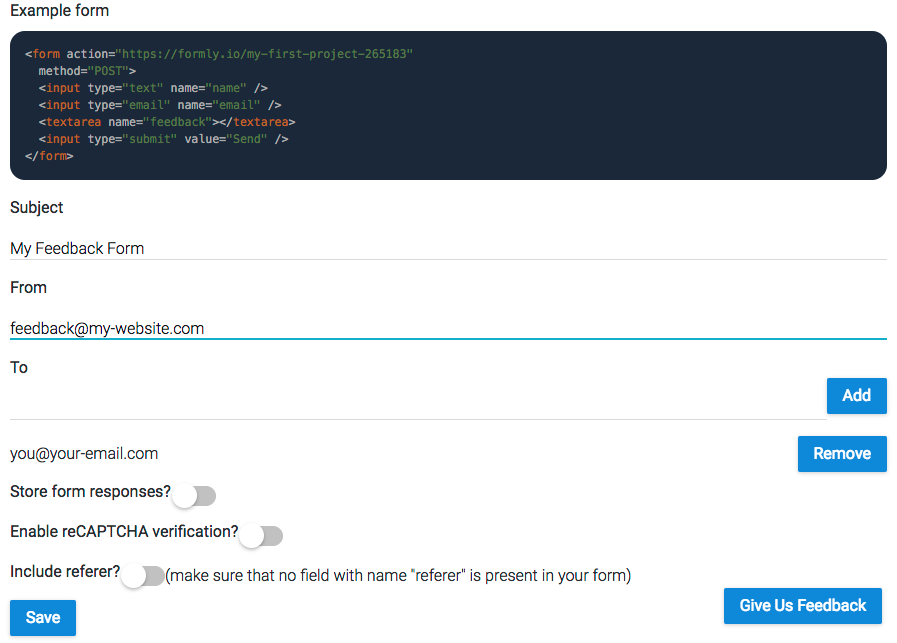 Example form
<form action="https://formly.io/my-first-project-265183"
method="POST">
<input type="text" name="name" />
<input type="email" name="email" />
<textarea name="feedback"></textarea>
<input type="submit" value="Send" />
</form>
Subject
My Feedback Form
From
feedback@my-website.com
To
Add
you@your-email.com
Remove
Store form responses?
Enable reCAPTCHA verification?
Include referer? (make sure that no field with name "referer" is present in your form)
Give Us Feedback
Save